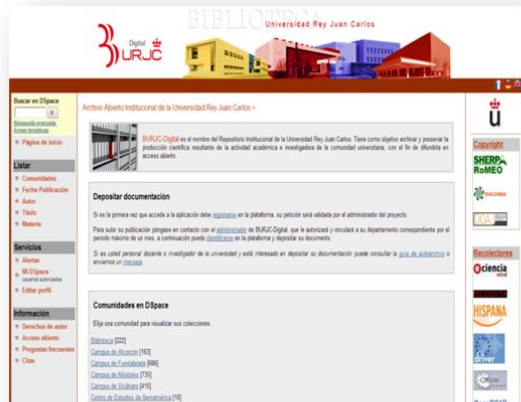 BIBLIOTECA
Universidad Rey Juan Carlos
Digital
BURJC
Buscar en DSpace
Búsqueda avanzada
Áreas temáticas
Página de inicio
Listar
Comunidades
Fecha Publicación
Autor
Título
Materia
Servicios
Alertas
Mi DSpace
usuarios autorizados
Editar perfil
Información
Derechos de autor
Acceso abierto
Preguntas frecuentes
Citas
Archivo Abierto Institucional de la Universidad Rey Juan Carlos >
BURJC-Digital es el nombre del Repositorio Institucional de la Universidad Rey Juan Carlos. Tiene como objetivo archivar y preservar la
producción científica resultante de la actividad académica e investigadora de la comunidad universitaria, con el fin de difundirla en
acceso abierto.
Depositar documentación
Si es la primera vez que accede a la aplicación debe registrarse en la plataforma, su petición será validada por el administrador del proyecto.
Para subir su publicación póngase en contacto con el administrador de BURJC-Digital, que le autorizará y vinculará a su departamento correspondiente por el
periodo máximo de un mes, a continuación puede identificarse en la plataforma y depositar su documento.
Si es usted personal docente o investigador de la universidad y está interesado en depositar su documentación puede consultar la guía de autoarchivo o
enviarnos un mensaje.
Comunidades en DSpace
Elija una comunidad para visualizar sus colecciones.
Biblioteca [222]
Campus de Alcorcón [163]
Campus de Fuenlabrada [686]
Campus de Móstoles [735]
Campus de Vicálvaro [410]
Centro de Estudios de Iberoamérica [10]
ü
Copyright
SHERPA
RoMEO
DULCINEA
Recolectores
Ociencia
HISPANA
driver
OAIster